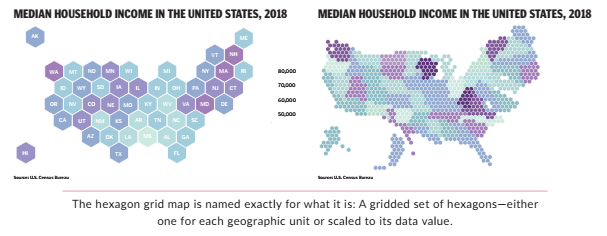 MEDIAN HOUSEHOLD INCOME IN THE UNITED STATES, 2018
MEDIAN HOUSEHOLD INCOME IN THE UNITED STATES, 2018
AK
ME
VT NH
WA MT ND MN WI MI NY MA RI
ID WY SD IA IL IN OH PA NJ CT
OR NV CO NE MO KY WV VA MD DE
CA UT NM KS AR TN NC SC
AZ OK LA MS AL GA
HI TX FL
80,000
70,000
60,000
50,000
Source: U.S. Census Bureau
Source: U.S. Census Bureau
The hexagon grid map is named exactly for what it is: A gridded set of hexagons—either
one for each geographic unit or scaled to its data value.